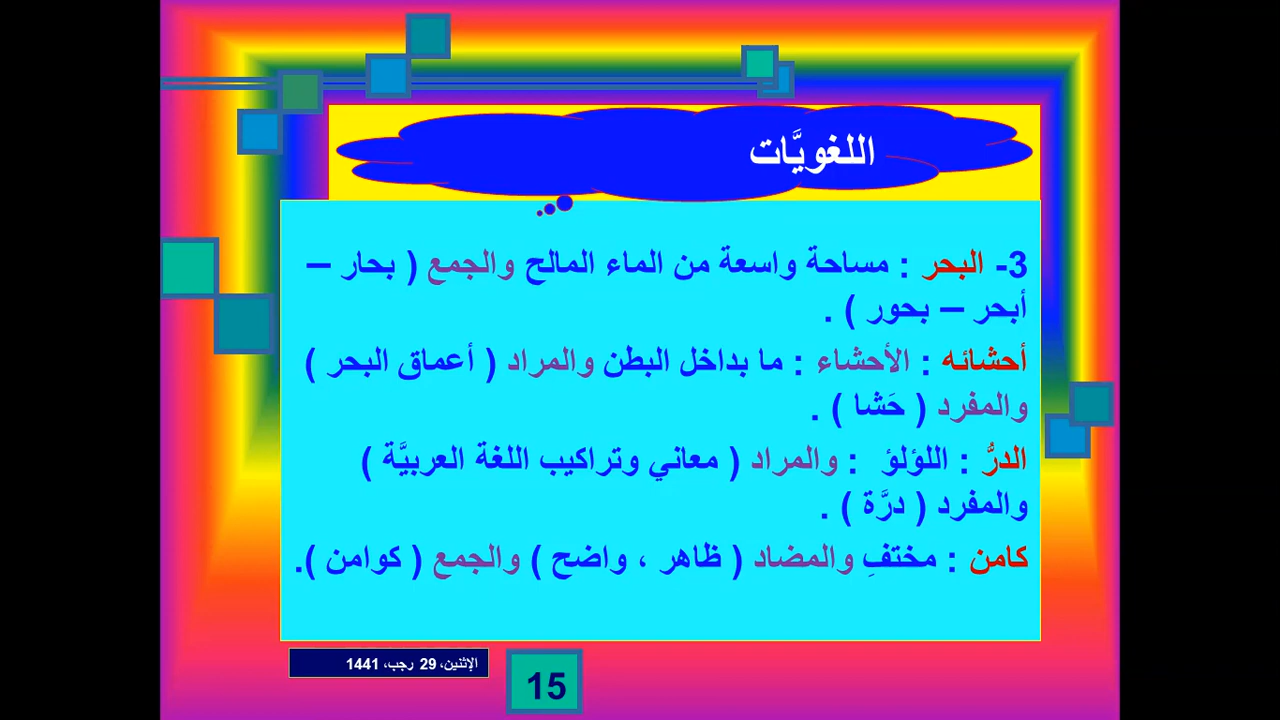 اللغويَّات
3- البحر : مساحة واسعة من الماء المالح والجمع ( بحار –
أبحر – بحور ) .
أحشائه : الأحشاء : ما بداخل البطن والمراد ( أعماق البحر )
والمفرد ( حَشا ) .
الدرُّ : اللؤلؤ : والمراد ( معاني وتراكيب اللغة العربيَّة )
والمفرد ( درَّة ) .
كامن : مختفِ والمضاد ( ظاهر ، واضح ) والجمع ( كوامن ).
الإثنين، 29 رجب، 1441
15